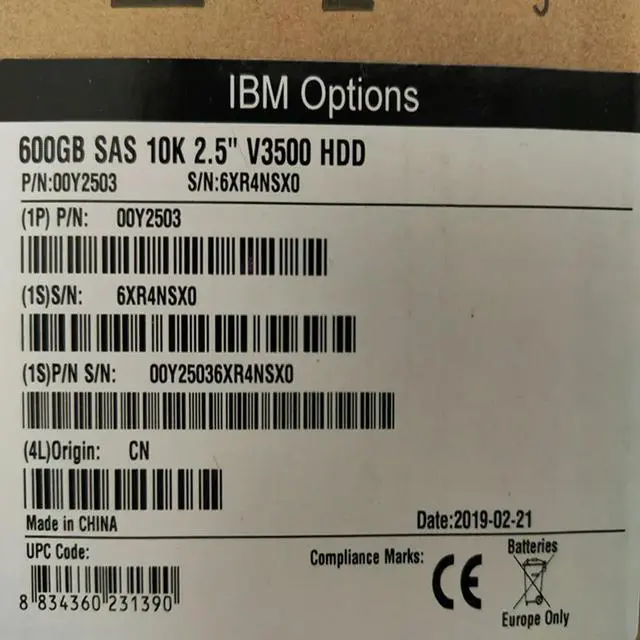 IBM Options
600GB SAS 10K 2.5" V3500 HDD
P/N:00Y2503 S/N:6XR4NSX0
(1P) P/N: 00Y2503
(1S)S/N: 6XR4NSX0
(1S)P/N S/N: 00Y25036XR4NSX0
(4L)Origin: CN
Made in CHINA Date:2019-02-21
UPC Code: Compliance Marks: CE Batteries
8 834360 231390 Europe Only